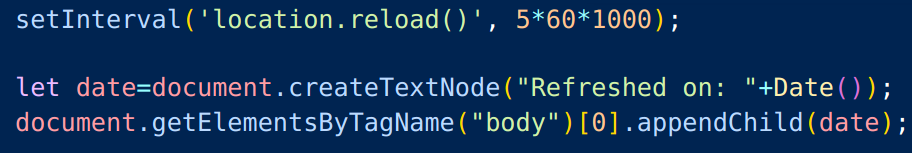 setInterval('location.reload()', 5*60*1000);
let date=document.createTextNode("Refreshed on: "+Date());
document.getElementsByTagName("body")[0].appendChild(date);